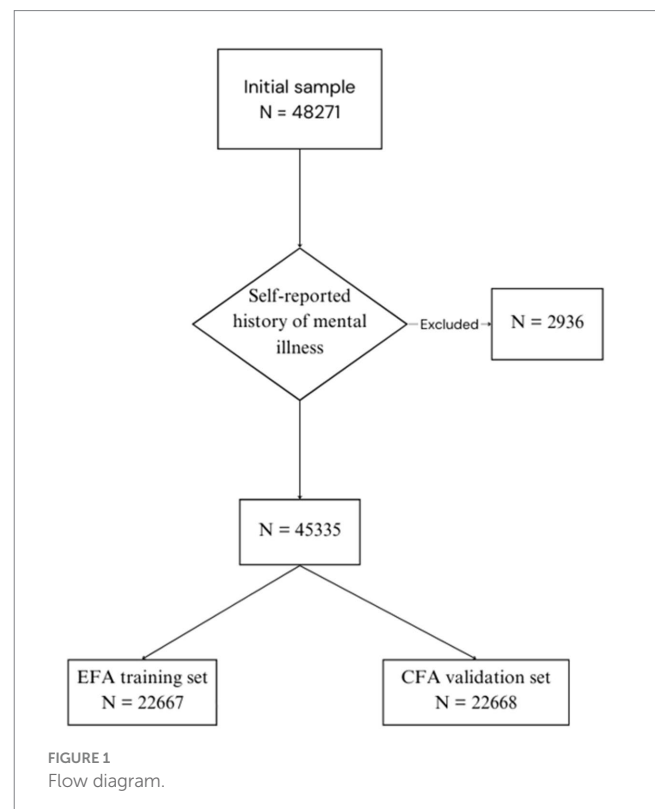 Initial sample
N = 48271
Self-reported
history of mental
illness
Excluded
N = 2936
N = 45335
EFA training set
N = 22667
CFA validation set
N = 22668
FIGURE 1
Flow diagram.